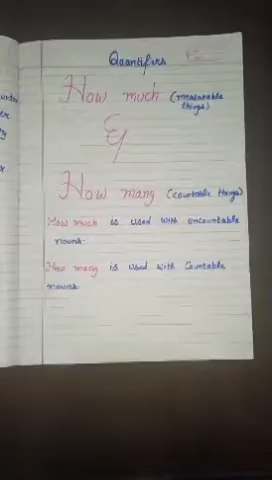 Quantifiers
How much (measurable
things)
&
How many (countable things)
How much is used with uncountable
nouns.
How many is used with Countable
nouns.